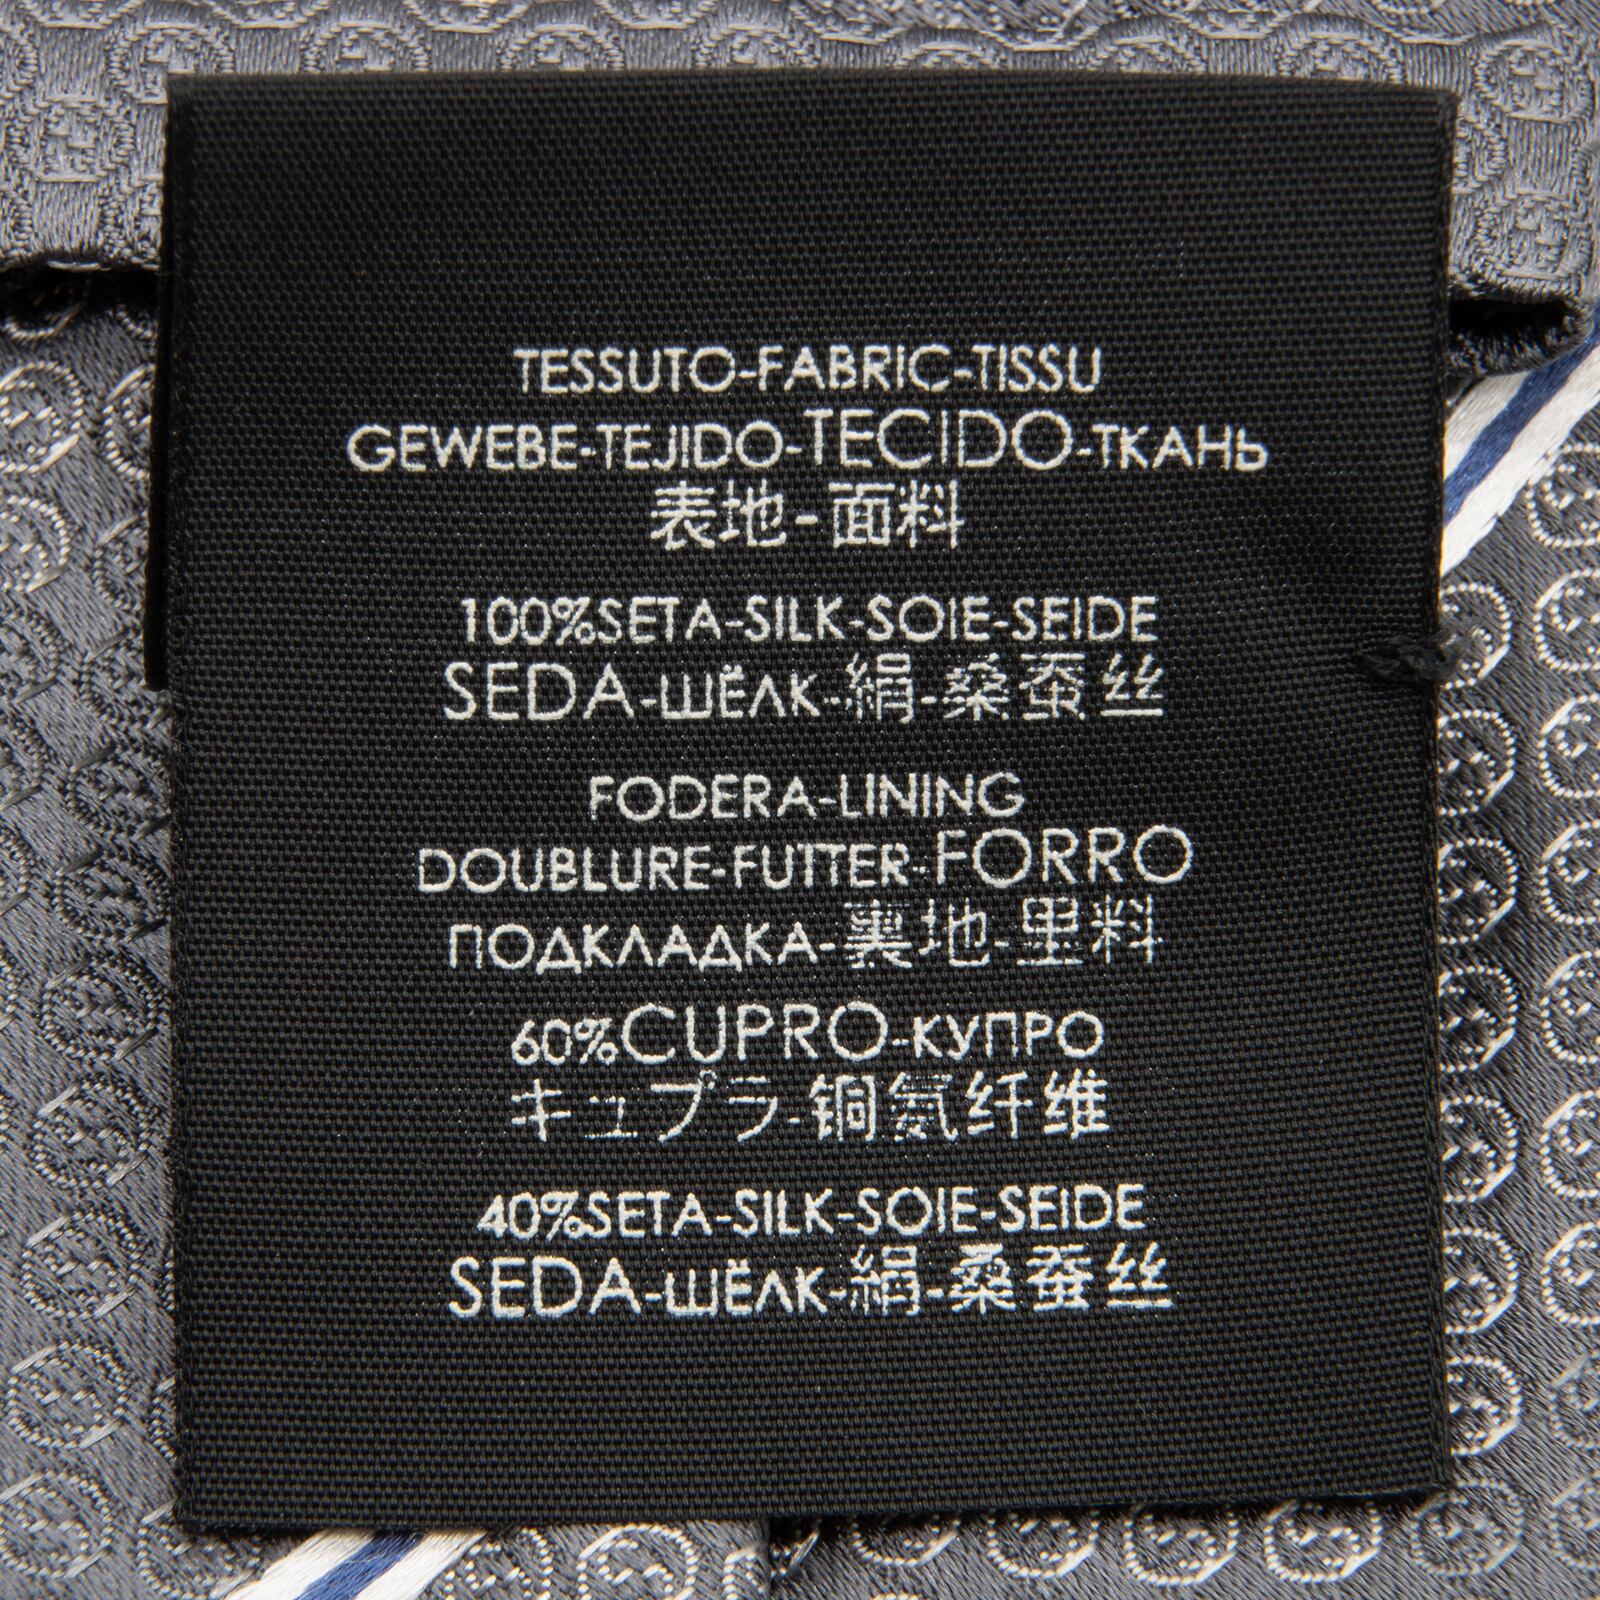 TESSUTO-FABRIC-TISSU
GEWEBE-TEJIDO-TECIDO-ТКАНЬ
表地-面料
100%SETA-SILK-SOIE-SEIDE
SEDA-ШЁЛК-絹-桑蚕丝
FODERA-LINING
DOUBLURE-FUTTER-FORRO
ПОДКЛАДКА-裏地-里料
60%CUPRO-КУПРО
キュプラ-铜氨纤维
40%SETA-SILK-SOIE-SEIDE
SEDA-ШЁЛК-絹-桑蚕丝